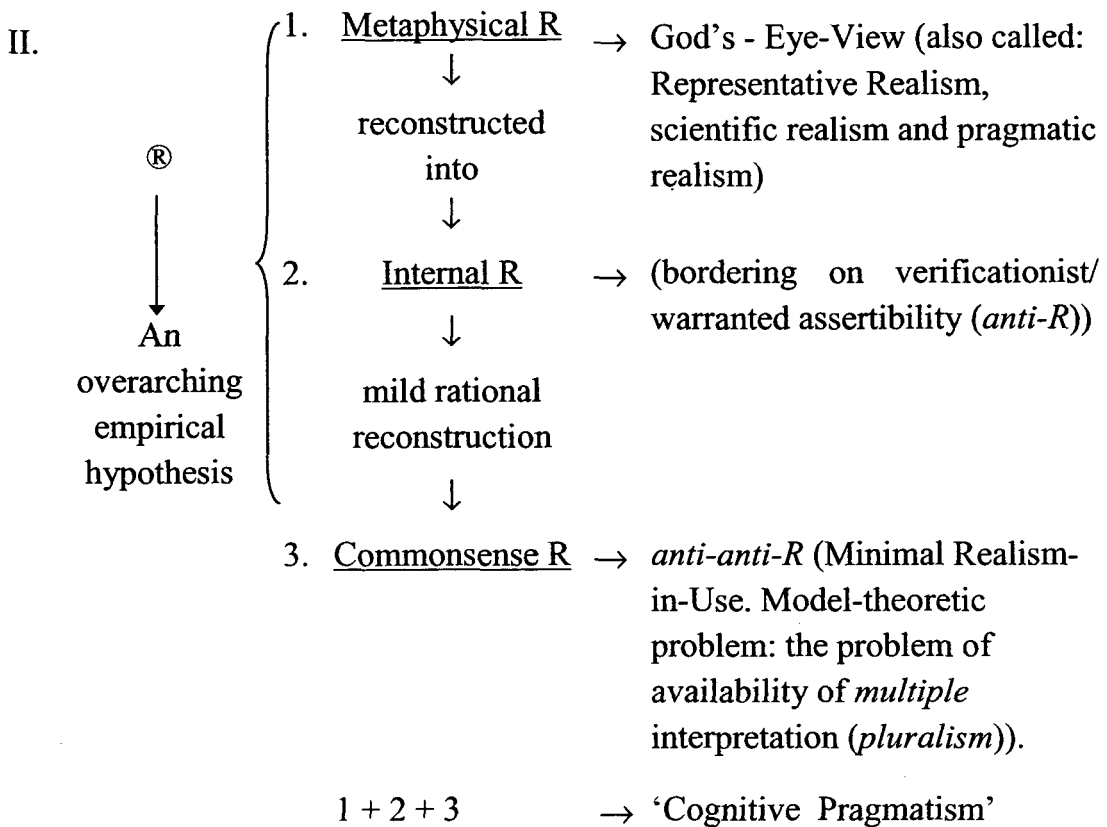 II.
1. Metaphysical R → God's - Eye-View (also called:
↓ Representative Realism,
reconstructed scientific realism and pragmatic
® into realism)
↓
2. Internal R → (bordering on verificationist/
↓ warranted assertibility (anti-R))
An
overarching mild rational
empirical reconstruction
hypothesis ↓
3. Commonsense R → anti-anti-R (Minimal Realism-
in-Use. Model-theoretic
problem: the problem of
availability of multiple
interpretation (pluralism)).
1 + 2 + 3 → ‘Cognitive Pragmatism’